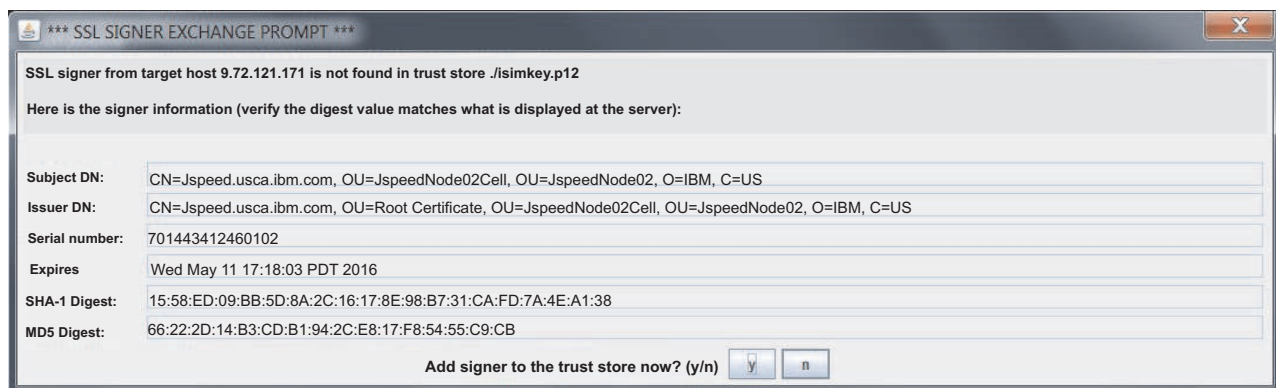 *** SSL SIGNER EXCHANGE PROMPT ***
X
SSL signer from target host 9.72.121.171 is not found in trust store ./isimkey.p12
Here is the signer information (verify the digest value matches what is displayed at the server):
Subject DN: CN=Jspeed.usca.ibm.com, OU=JspeedNode02Cell, OU=JspeedNode02, O=IBM, C=US
Issuer DN: CN=Jspeed.usca.ibm.com, OU=Root Certificate, OU=JspeedNode02Cell, OU=JspeedNode02, O=IBM, C=US
Serial number: 701443412460102
Expires Wed May 11 17:18:03 PDT 2016
SHA-1 Digest: 15:58:ED:09:BB:5D:8A:2C:16:17:8E:98:B7:31:CA:FD:7A:4E:A1:38
MD5 Digest: 66:22:2D:14:B3:CD:B1:94:2C:E8:17:F8:54:55:C9:CB
Add signer to the trust store now? (y/n) y n